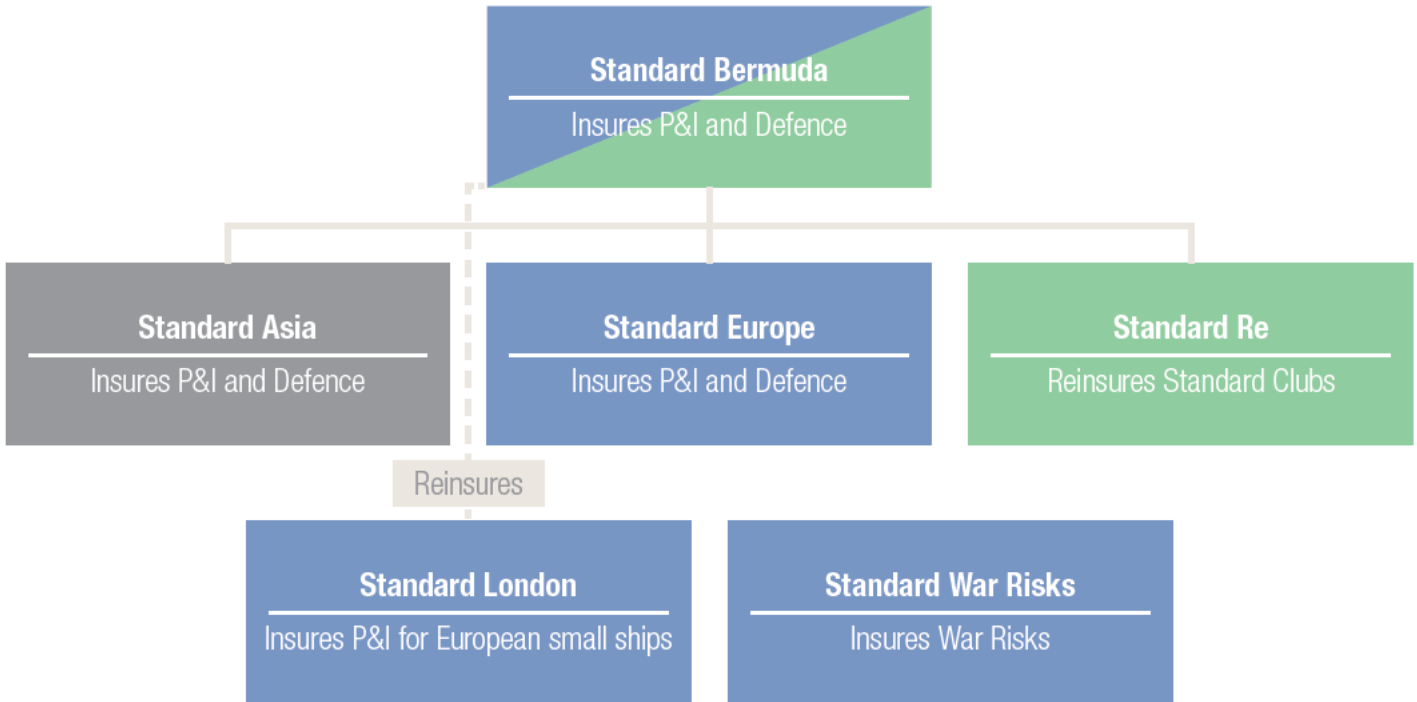 Standard Bermuda
Insures P&I and Defence
Standard Asia
Insures P&I and Defence
Standard Europe
Insures P&I and Defence
Standard Re
Reinsures Standard Clubs
Reinsures
Standard London
Insures P&I for European small ships
Standard War Risks
Insures War Risks